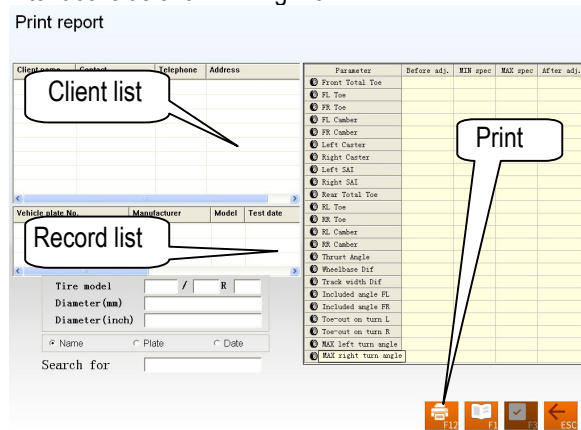 Print report
Client name Contact Telephone Address
Client list
Vehicle plate No. Manufacturer Model Test date
Record list
Tire model / R
Diameter(mm)
Diameter(inch)
Name Plate Date
Search for
Parameter Before adj. MIN spec MAX spec After adj.
Front Total Toe
FL Toe
FR Toe
FL Camber
FR Camber
Left Caster
Right Caster
Left SAI
Right SAI
Rear Total Toe
RL Toe
RR Toe
RL Camber
RR Camber
Thrust Angle
Wheelbase Dif
Track width Dif
Included angle FL
Included angle FR
Toe-out on turn L
Toe-out on turn R
MAX left turn angle
MAX right turn angle
Print
F12 F1 F3 ESC